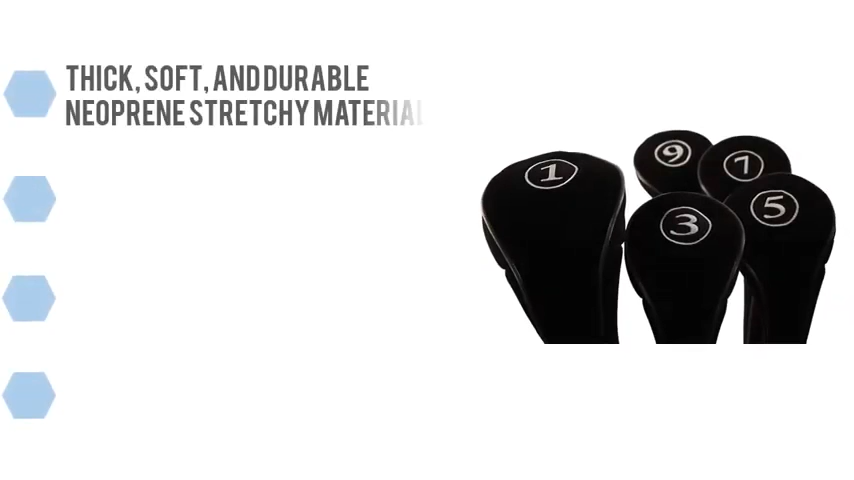 THICK, SOFT, AND DURABLE
NEOPRENE STRETCHY MATERIAL
9
7
1
5
3